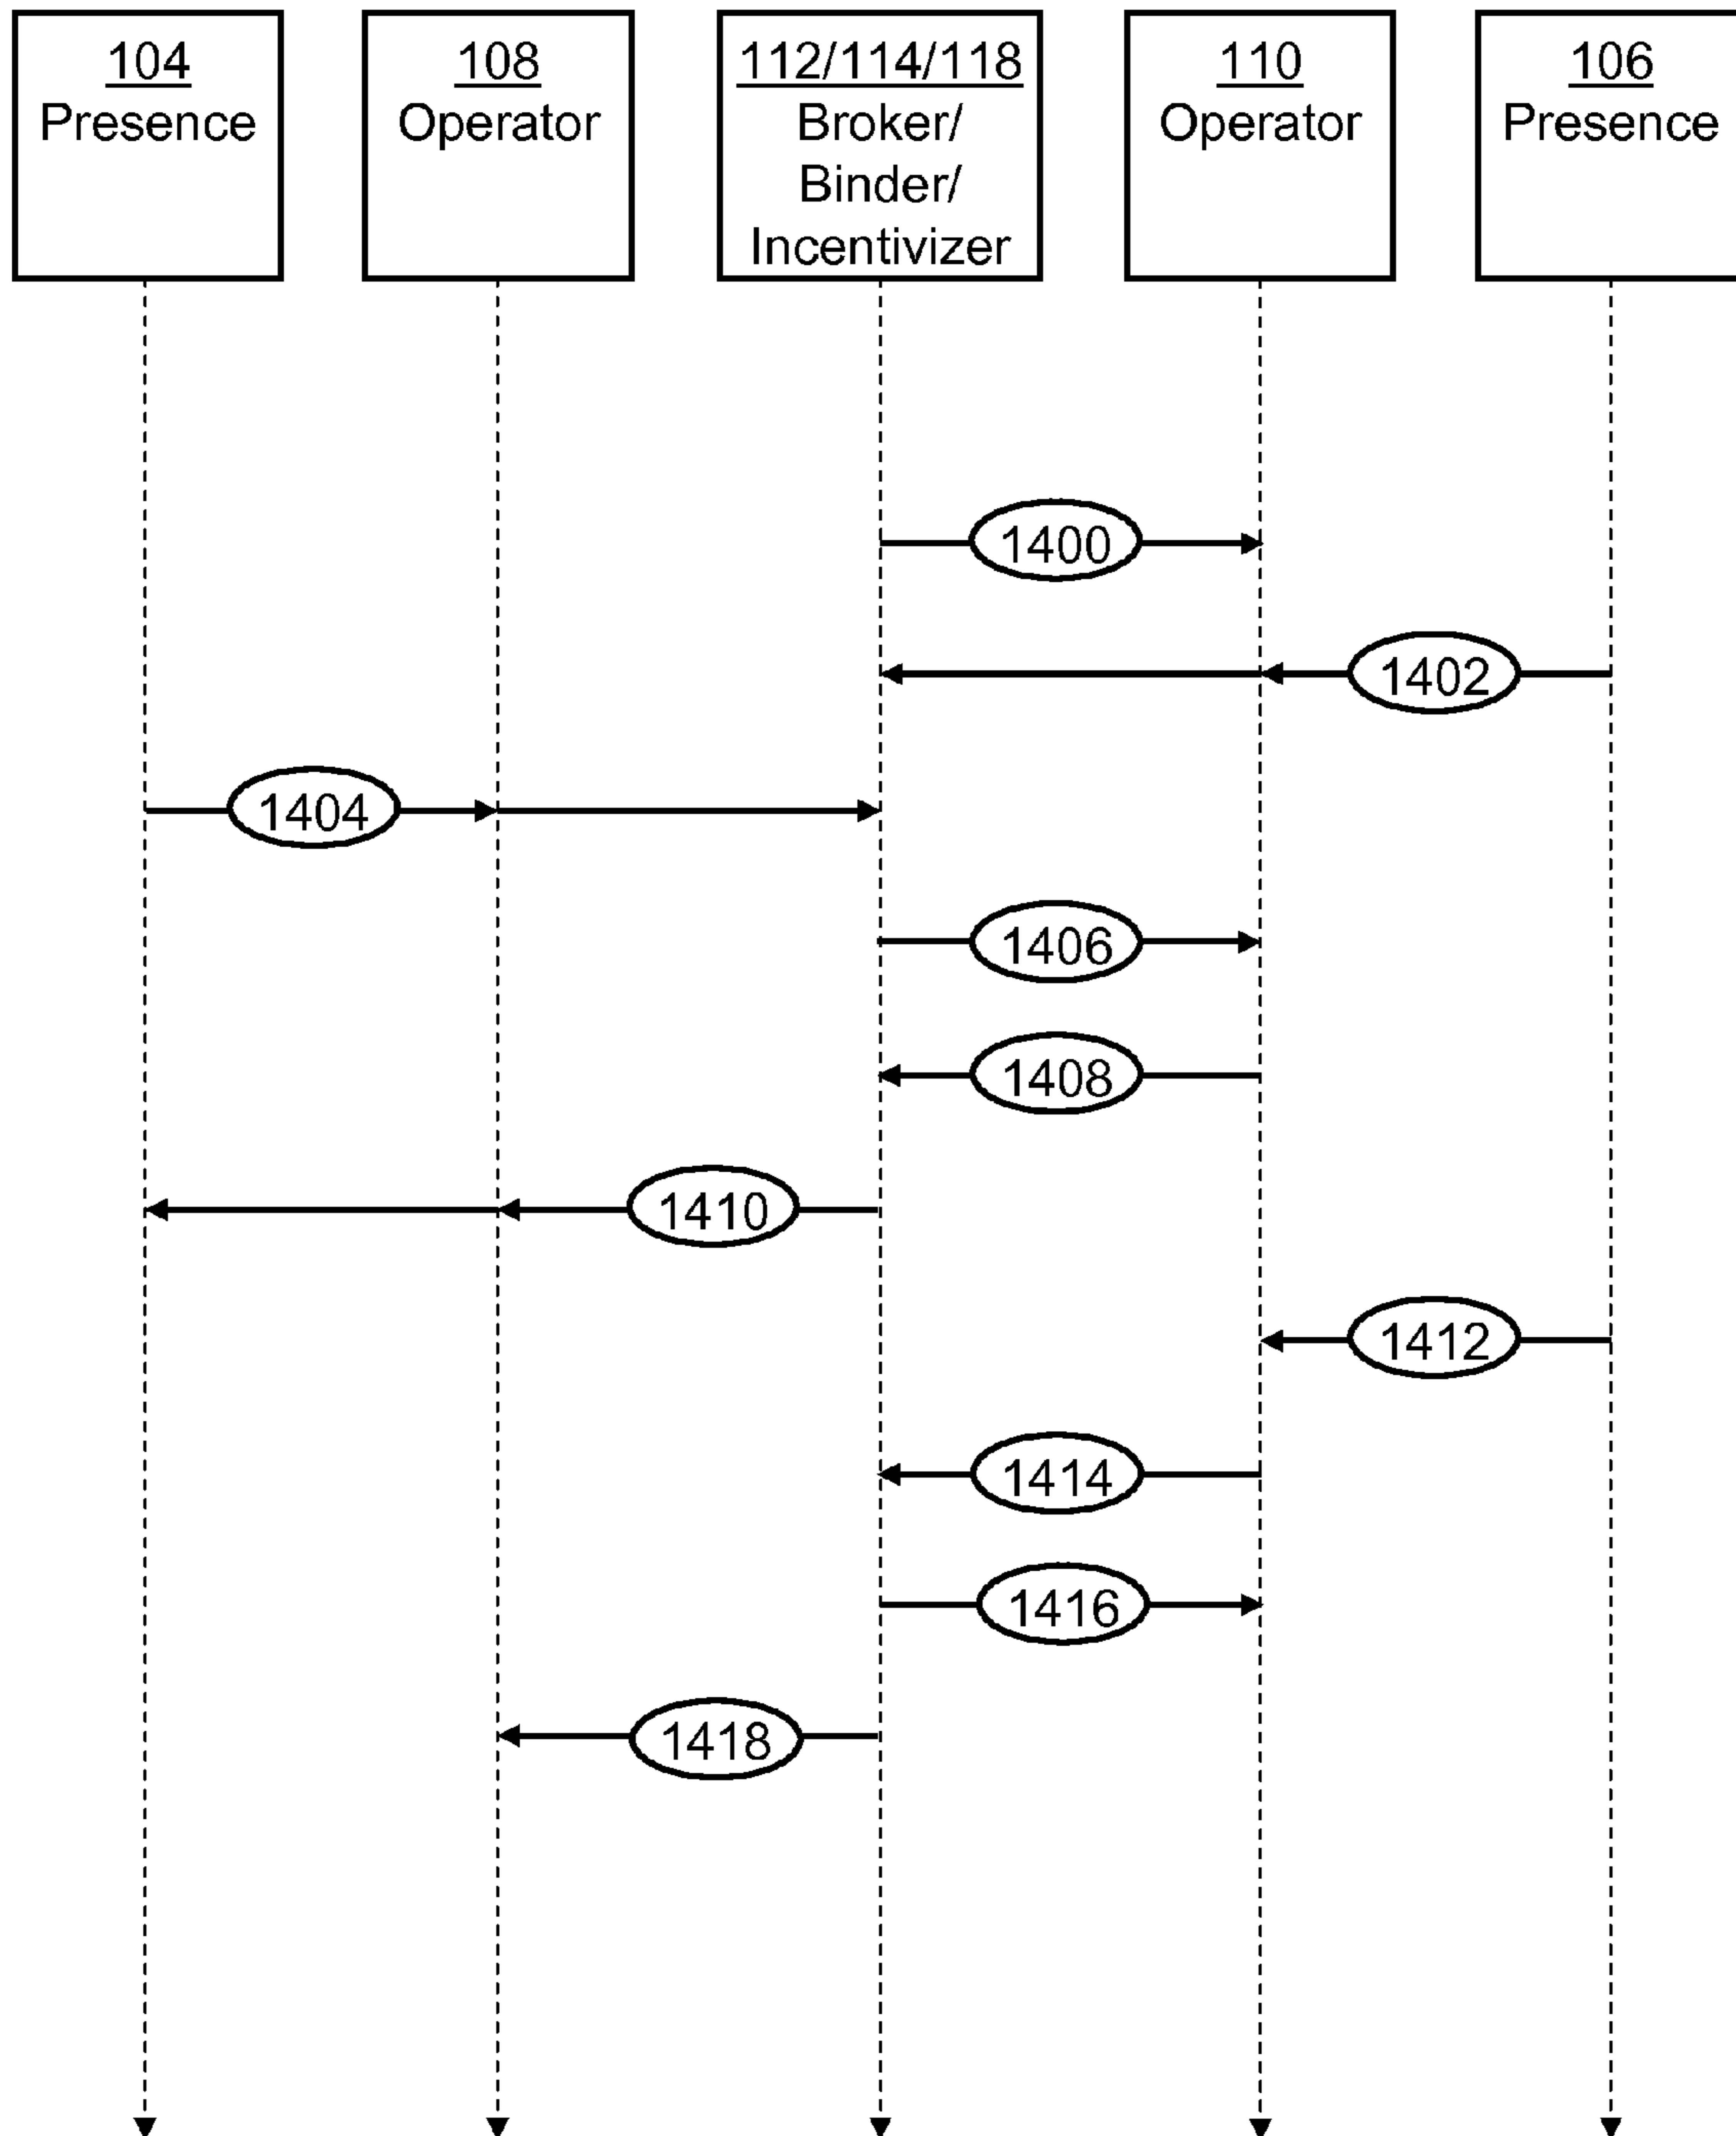 104
Presence
108
Operator
112/114/118
Broker/
Binder/
Incentivizer
110
Operator
106
Presence
1400
1402
1404
1406
1408
1410
1412
1414
1416
1418